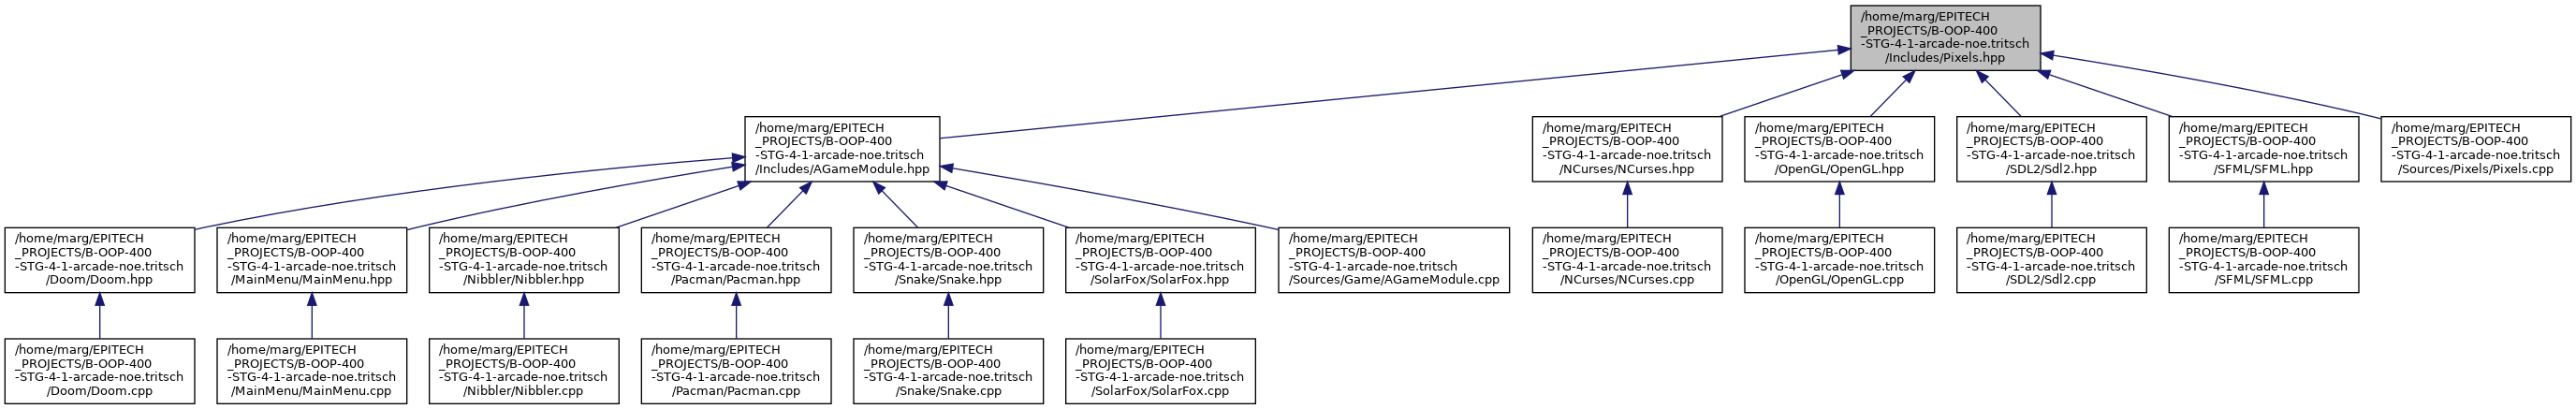 /home/marg/EPITECH
_PROJECTS/B-OOP-400
-STG-4-1-arcade-noe.tritsch
/Includes/Pixels.hpp
/home/marg/EPITECH
_PROJECTS/B-OOP-400
-STG-4-1-arcade-noe.tritsch
/Includes/AGameModule.hpp
/home/marg/EPITECH
_PROJECTS/B-OOP-400
-STG-4-1-arcade-noe.tritsch
/NCurses/NCurses.hpp
/home/marg/EPITECH
_PROJECTS/B-OOP-400
-STG-4-1-arcade-noe.tritsch
/OpenGL/OpenGL.hpp
/home/marg/EPITECH
_PROJECTS/B-OOP-400
-STG-4-1-arcade-noe.tritsch
/SDL2/Sdl2.hpp
/home/marg/EPITECH
_PROJECTS/B-OOP-400
-STG-4-1-arcade-noe.tritsch
/SFML/SFML.hpp
/home/marg/EPITECH
_PROJECTS/B-OOP-400
-STG-4-1-arcade-noe.tritsch
/Sources/Pixels/Pixels.cpp
/home/marg/EPITECH
_PROJECTS/B-OOP-400
-STG-4-1-arcade-noe.tritsch
/Doom/Doom.hpp
/home/marg/EPITECH
_PROJECTS/B-OOP-400
-STG-4-1-arcade-noe.tritsch
/MainMenu/MainMenu.hpp
/home/marg/EPITECH
_PROJECTS/B-OOP-400
-STG-4-1-arcade-noe.tritsch
/Nibbler/Nibbler.hpp
/home/marg/EPITECH
_PROJECTS/B-OOP-400
-STG-4-1-arcade-noe.tritsch
/Pacman/Pacman.hpp
/home/marg/EPITECH
_PROJECTS/B-OOP-400
-STG-4-1-arcade-noe.tritsch
/Snake/Snake.hpp
/home/marg/EPITECH
_PROJECTS/B-OOP-400
-STG-4-1-arcade-noe.tritsch
/SolarFox/SolarFox.hpp
/home/marg/EPITECH
_PROJECTS/B-OOP-400
-STG-4-1-arcade-noe.tritsch
/Sources/Game/AGameModule.cpp
/home/marg/EPITECH
_PROJECTS/B-OOP-400
-STG-4-1-arcade-noe.tritsch
/NCurses/NCurses.cpp
/home/marg/EPITECH
_PROJECTS/B-OOP-400
-STG-4-1-arcade-noe.tritsch
/OpenGL/OpenGL.cpp
/home/marg/EPITECH
_PROJECTS/B-OOP-400
-STG-4-1-arcade-noe.tritsch
/SDL2/Sdl2.cpp
/home/marg/EPITECH
_PROJECTS/B-OOP-400
-STG-4-1-arcade-noe.tritsch
/SFML/SFML.cpp
/home/marg/EPITECH
_PROJECTS/B-OOP-400
-STG-4-1-arcade-noe.tritsch
/Doom/Doom.cpp
/home/marg/EPITECH
_PROJECTS/B-OOP-400
-STG-4-1-arcade-noe.tritsch
/MainMenu/MainMenu.cpp
/home/marg/EPITECH
_PROJECTS/B-OOP-400
-STG-4-1-arcade-noe.tritsch
/Nibbler/Nibbler.cpp
/home/marg/EPITECH
_PROJECTS/B-OOP-400
-STG-4-1-arcade-noe.tritsch
/Pacman/Pacman.cpp
/home/marg/EPITECH
_PROJECTS/B-OOP-400
-STG-4-1-arcade-noe.tritsch
/Snake/Snake.cpp
/home/marg/EPITECH
_PROJECTS/B-OOP-400
-STG-4-1-arcade-noe.tritsch
/SolarFox/SolarFox.cpp